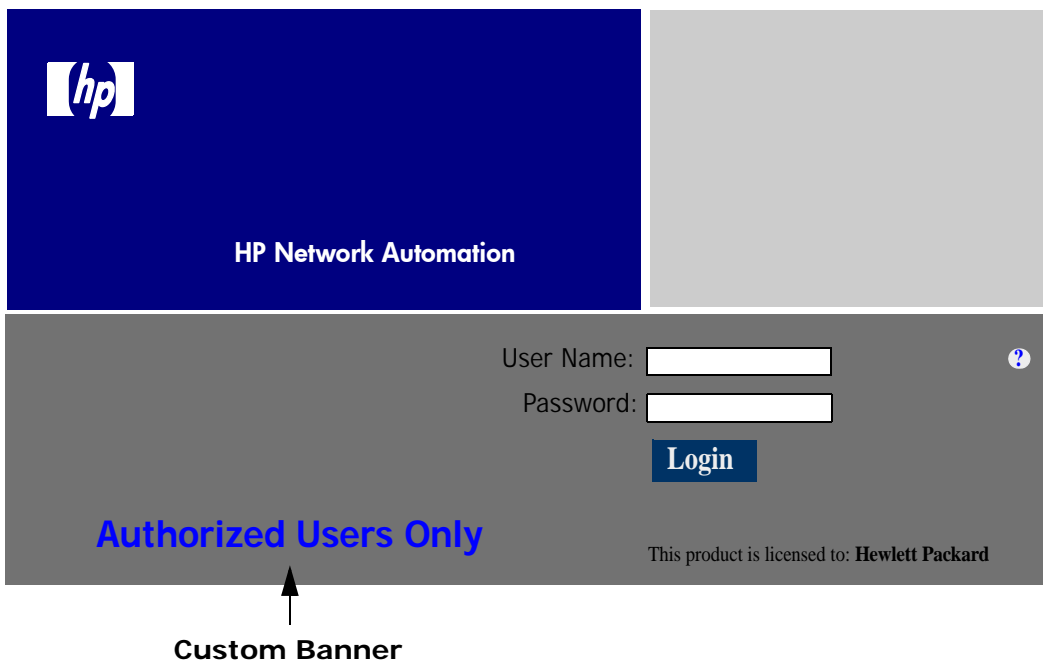 hp
HP Network Automation
User Name:
?
Password:
Login
Authorized Users Only
This product is licensed to: Hewlett Packard
Custom Banner